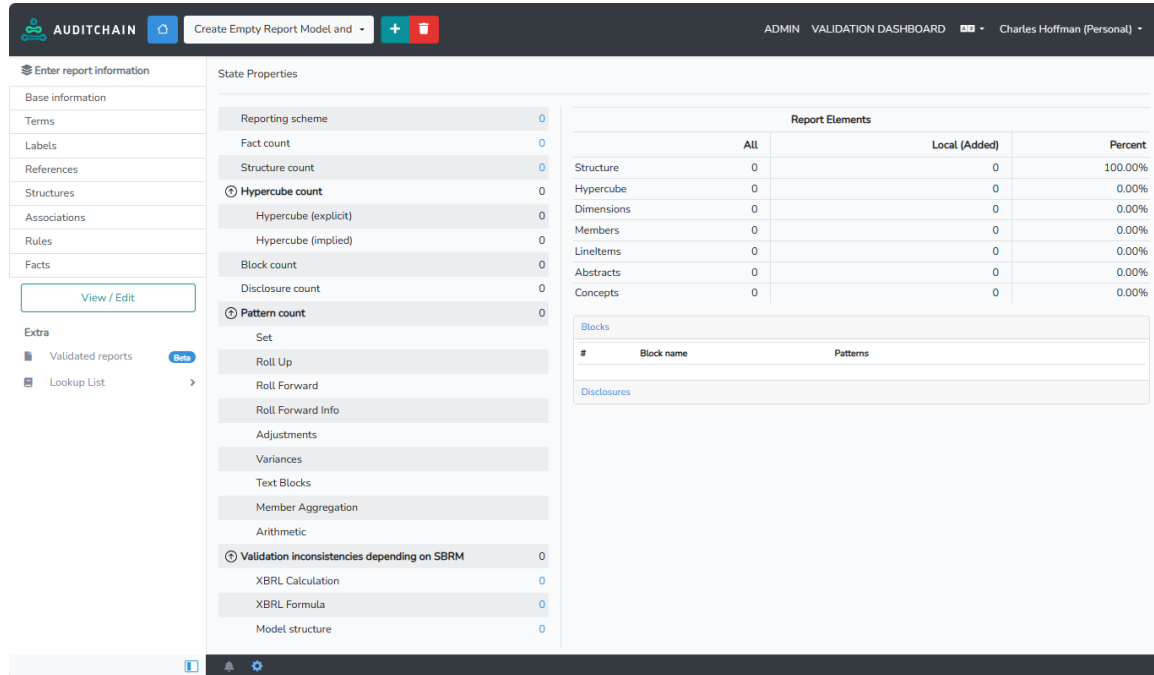 AUDITCHAIN
Create Empty Report Model and
ADMIN VALIDATION DASHBOARD Charles Hoffman (Personal)
Enter report information
Base information
Terms
Labels
References
Structures
Associations
Rules
Facts
View / Edit
Extra
Validated reports Beta
Lookup List
State Properties
Reporting scheme 0
Fact count 0
Structure count 0
Hypercube count 0
Hypercube (explicit) 0
Hypercube (implied) 0
Block count 0
Disclosure count 0
Pattern count 0
Set
Roll Up
Roll Forward
Roll Forward Info
Adjustments
Variances
Text Blocks
Member Aggregation
Arithmetic
Validation inconsistencies depending on SBRM 0
XBRL Calculation 0
XBRL Formula 0
Model structure 0
Report Elements
All Local (Added) Percent
Structure 0 0 100.00%
Hypercube 0 0 0.00%
Dimensions 0 0 0.00%
Members 0 0 0.00%
LineItems 0 0 0.00%
Abstracts 0 0 0.00%
Concepts 0 0 0.00%
Blocks
# Block name Patterns
Disclosures